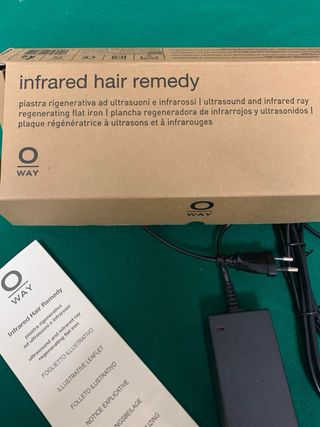 infrared hair remedy
piastra rigenerativa ad ultrasuoni e infrarossi | ultrasound and infrared ray
regenerating flat iron | plancha regeneradora de infrarrojos y ultrasonidos |
plaque régénératrice à ultrasons et à infrarouges
O
WAY
O
WAY
O
WAY
Infrared Hair Remedy
piastra rigenerativa
ad ultrasuoni e infrarossi
ultrasound and infrared ray
regenerating flat iron
FOGLIETTO ILLUSTRATIVO
ILLUSTRATIVE LEAFLET
FOLLETO ILUSTRATIVO
NOTICE EXPLICATIVE